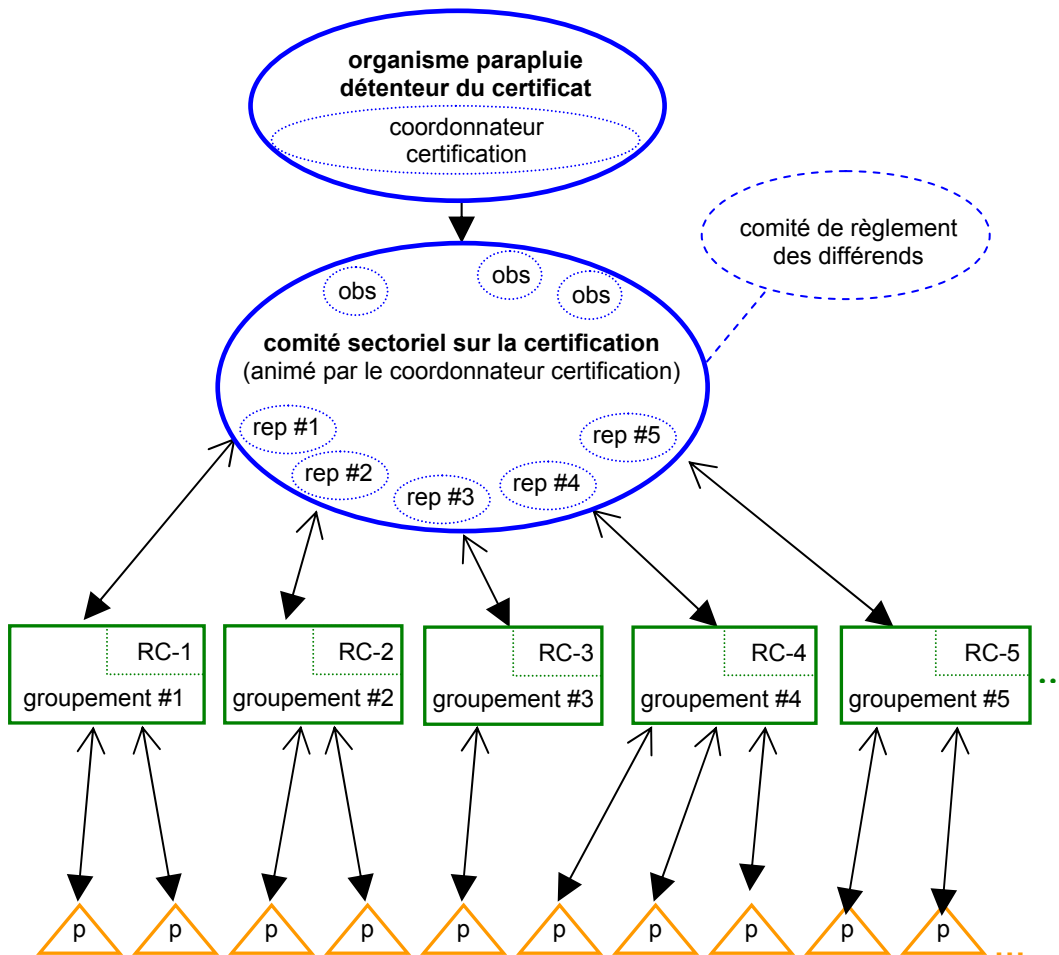 organisme parapluie
détenteur du certificat
coordonnateur
certification
comité de règlement
des différends
obs
obs
obs
comité sectoriel sur la certification
(animé par le coordonnateur certification)
rep #1
rep #2
rep #3
rep #4
rep #5
RC-1
groupement #1
RC-2
groupement #2
RC-3
groupement #3
RC-4
groupement #4
RC-5
groupement #5
..
p
p
p
p
p
p
p
p
p
p
...